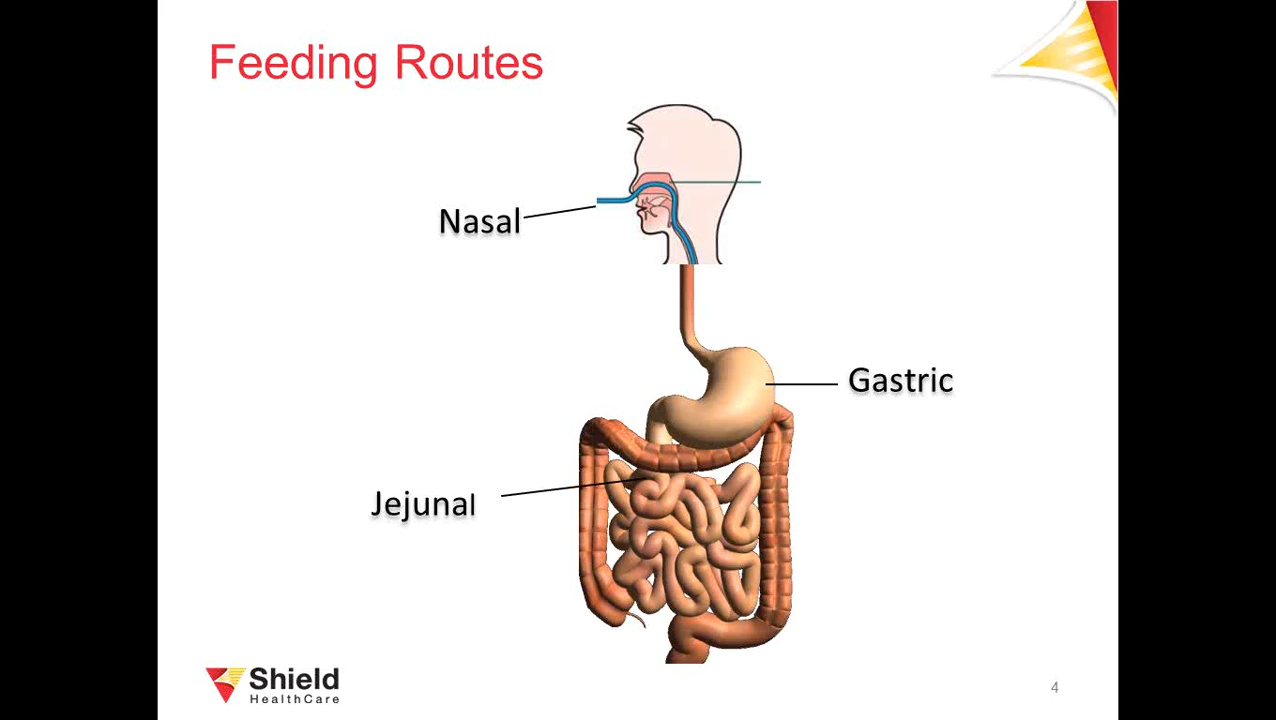 Feeding Routes
Nasal
Gastric
Jejunal
Shield
HealthCare
4